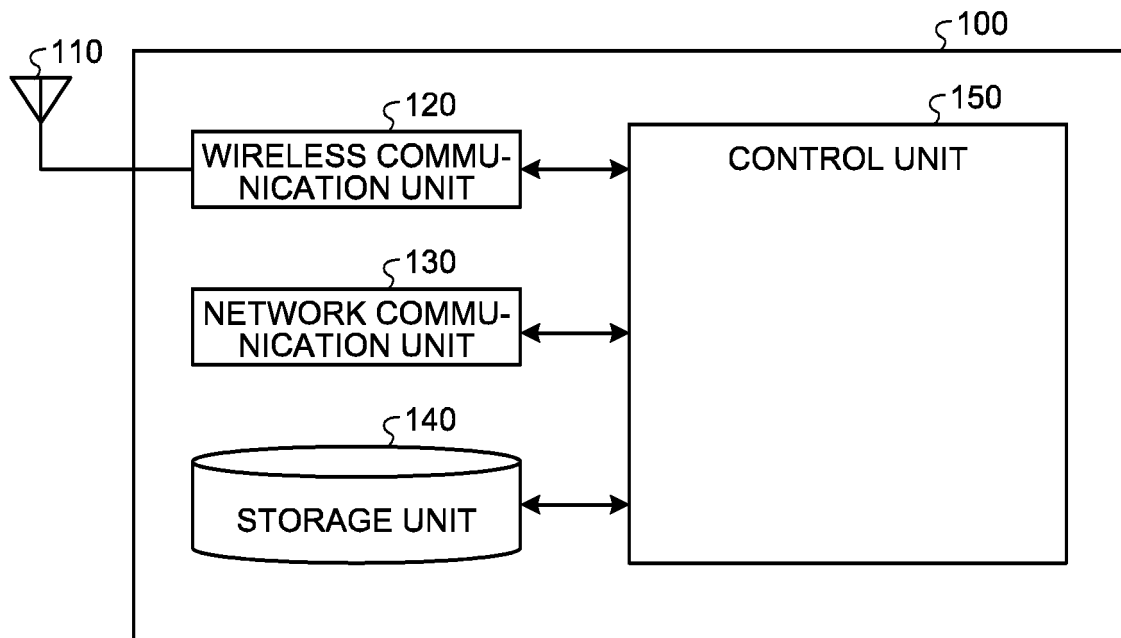 100
110
120
150
WIRELESS COMMU-
NICATION UNIT
CONTROL UNIT
130
NETWORK COMMU-
NICATION UNIT
140
STORAGE UNIT